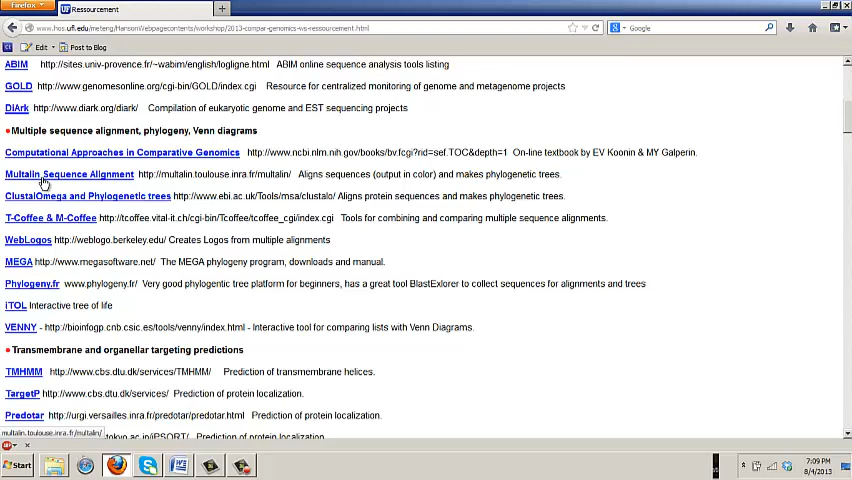 Firefox
Ressourcement
www.hos.ufl.edu/meteng/HansonWebpagecontents/workshop/2013-compar-genomics-ws-ressourcement.html
Google
Edit
Post to Blog
ABIM http://sites.univ-provence.fr/~wabim/english/logligne.html ABIM online sequence analysis tools listing
GOLD http://www.genomesonline.org/cgi-bin/GOLD/index.cgi Resource for centralized monitoring of genome and metagenome projects
DiArk http://www.diark.org/diark/ Compilation of eukaryotic genome and EST sequencing projects
•Multiple sequence alignment, phylogeny, Venn diagrams
Computational Approaches in Comparative Genomics http://www.ncbi.nlm.nih.gov/books/bv.fcgi?rid=sef.TOC&depth=1 On-line textbook by EV Koonin & MY Galperin.
Multalin Sequence Alignment http://multalin.toulouse.inra.fr/multalin/ Aligns sequences (output in color) and makes phylogenetic trees.
ClustalOmega and Phylogenetic trees http://www.ebi.ac.uk/Tools/msa/clustalo/ Aligns protein sequences and makes phylogenetic trees.
T-Coffee & M-Coffee http://tcoffee.vital-it.ch/cgi-bin/Tcoffee/tcoffee_cgi/index.cgi Tools for combining and comparing multiple sequence alignments.
WebLogos http://weblogo.berkeley.edu/ Creates Logos from multiple alignments
MEGA http://www.megasoftware.net/ The MEGA phylogeny program, downloads and manual.
Phylogeny.fr www.phylogeny.fr/ Very good phylogentic tree platform for beginners, has a great tool BlastExlorer to collect sequences for alignments and trees
iTOL Interactive tree of life
VENNY - http://bioinfogp.cnb.csic.es/tools/venny/index.html - Interactive tool for comparing lists with Venn Diagrams.
•Transmembrane and organellar targeting predictions
TMHMM http://www.cbs.dtu.dk/services/TMHMM/ Prediction of transmembrane helices.
TargetP http://www.cbs.dtu.dk/services/ Prediction of protein localization.
Predotar http://urgi.versailles.inra.fr/predotar/predotar.html Prediction of protein localization.
multalin.toulouse.inra.fr/multalin/
tokyo.ac.jp/iPSORT/ Prediction of protein localization.
Start
7:09 PM
8/4/2013